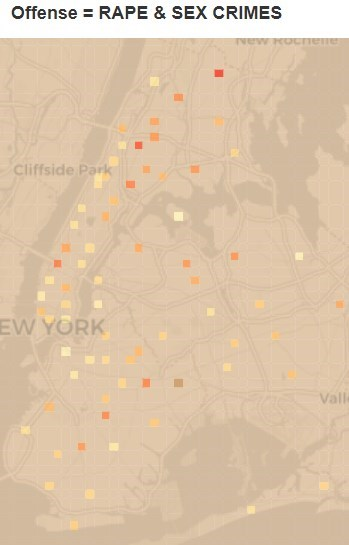 Offense = RAPE & SEX CRIMES
New Rochelle
Cliffside Park
EW YORK
Valle